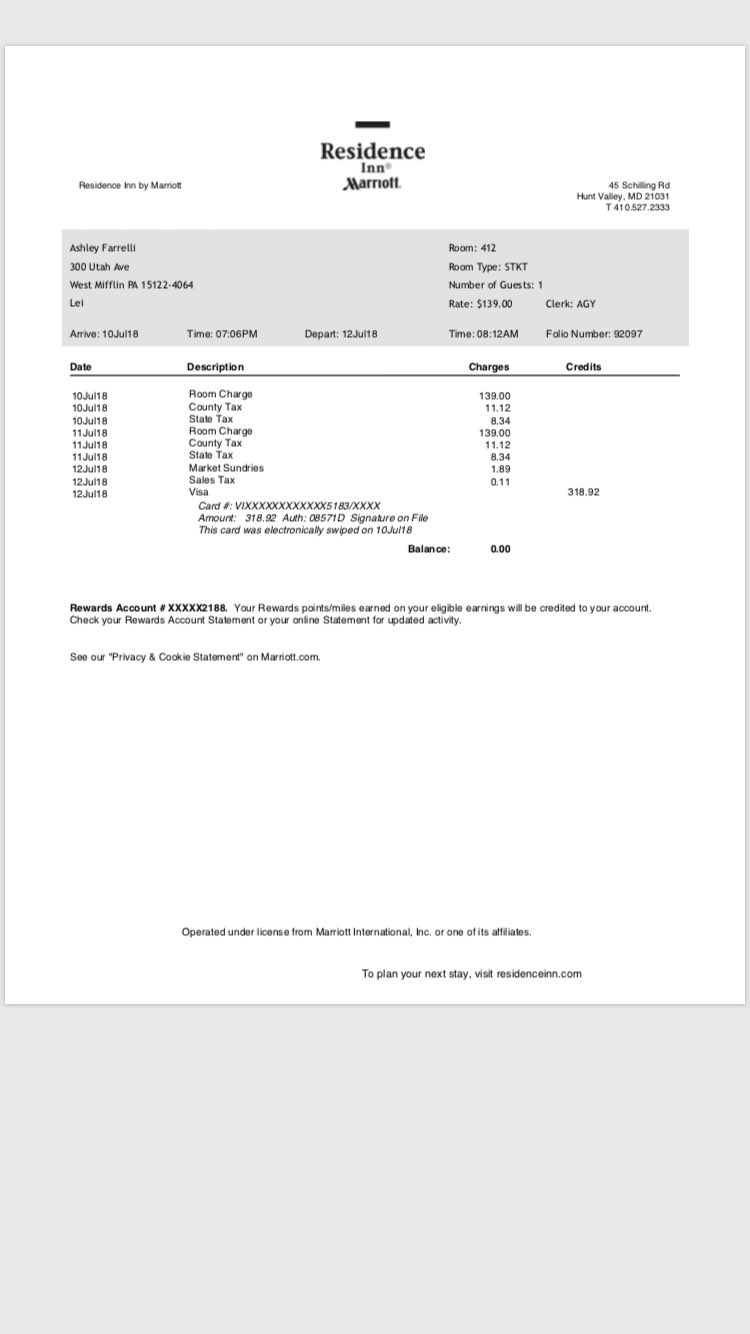 Residence
Inn®
Marriott.
Residence Inn by Marriott
45 Schilling Rd
Hunt Valley, MD 21031
T 410.527.2333
Ashley Farrelli Room: 412
300 Utah Ave Room Type: STKT
West Mifflin PA 15122-4064 Number of Guests: 1
Lei Rate: $139.00 Clerk: AGY
Arrive: 10Jul18 Time: 07:06PM Depart: 12Jul18 Time: 08:12AM Folio Number: 92097
Date Description Charges Credits
10Jul18 Room Charge 139.00
10Jul18 County Tax 11.12
10Jul18 State Tax 8.34
11Jul18 Room Charge 139.00
11Jul18 County Tax 11.12
11Jul18 State Tax 8.34
12Jul18 Market Sundries 1.89
12Jul18 Sales Tax 0.11
12Jul18 Visa 318.92
Card #: VIXXXXXXXXXXXX5183/XXXX
Amount: 318.92 Auth: 08571D Signature on File
This card was electronically swiped on 10Jul18
Balance: 0.00
Rewards Account # XXXXX2188. Your Rewards points/miles earned on your eligible earnings will be credited to your account.
Check your Rewards Account Statement or your online Statement for updated activity.
See our "Privacy & Cookie Statement" on Marriott.com.
Operated under license from Marriott International, Inc. or one of its affiliates.
To plan your next stay, visit residenceinn.com